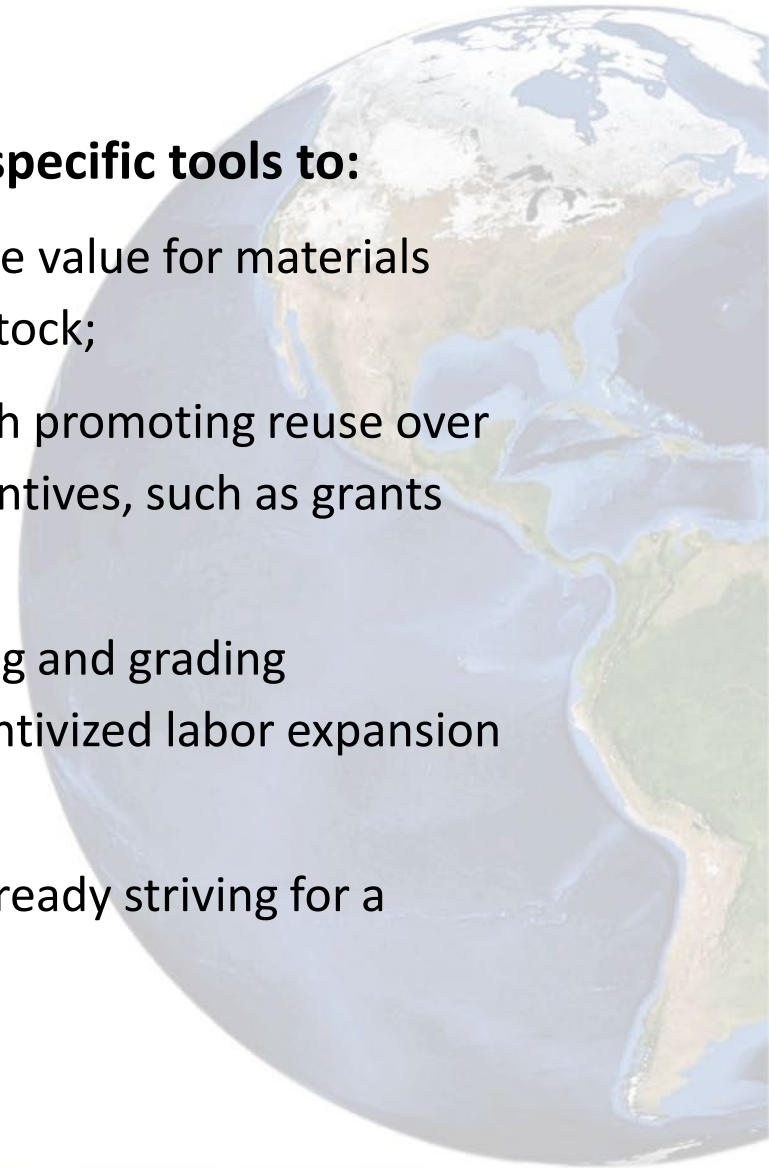 specific tools to:
e value for materials
tock;
h promoting reuse over
ntives, such as grants
g and grading
ntivized labor expansion
ready striving for a